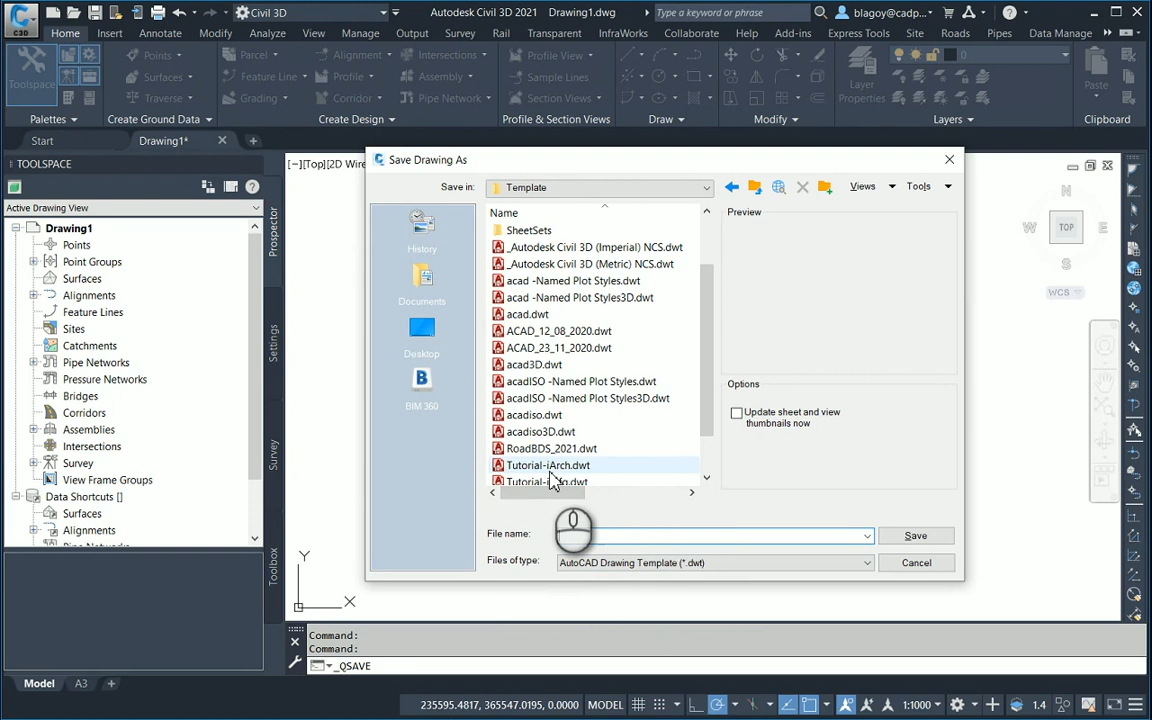 C3D Civil 3D Autodesk Civil 3D 2021 Drawing1.dwg Type a keyword or phrase blagoy@cadp...
Home Insert Annotate Modify Analyze View Manage Output Survey Rail Transparent InfraWorks Collaborate Help Add-ins Express Tools Site Roads Pipes Data Manage
Toolspace
Points
Surfaces
Traverse
Parcel
Feature Line
Grading
Alignment
Profile
Corridor
Intersections
Assembly
Pipe Network
Profile View
Sample Lines
Section Views
Layer Properties
0
Paste
Palettes Create Ground Data Create Design Profile & Section Views Draw Modify Layers Clipboard
Start Drawing1*
TOOLSPACE
Active Drawing View
Drawing1
Points
Point Groups
Surfaces
Alignments
Feature Lines
Sites
Catchments
Pipe Networks
Pressure Networks
Bridges
Corridors
Assemblies
Intersections
Survey
View Frame Groups
Data Shortcuts []
Surfaces
Alignments
Prospector
Settings
Survey
Toolbox
[−][Top][2D Wire
Save Drawing As
Save in: Template
Views Tools
History
Documents
Desktop
BIM 360
Name
SheetSets
_Autodesk Civil 3D (Imperial) NCS.dwt
_Autodesk Civil 3D (Metric) NCS.dwt
acad -Named Plot Styles.dwt
acad -Named Plot Styles3D.dwt
acad.dwt
ACAD_12_08_2020.dwt
ACAD_23_11_2020.dwt
acad3D.dwt
acadISO -Named Plot Styles.dwt
acadISO -Named Plot Styles3D.dwt
acadiso.dwt
acadiso3D.dwt
RoadBDS_2021.dwt
Tutorial-iArch.dwt
Preview
Options
Update sheet and view
thumbnails now
File name: Save
Files of type: AutoCAD Drawing Template (*.dwt) Cancel
N
W TOP E
S
WCS
Y
X
Command:
Command:
_QSAVE
Model A3
235595.4817, 365547.0195, 0.0000 MODEL 1:1000 1.4